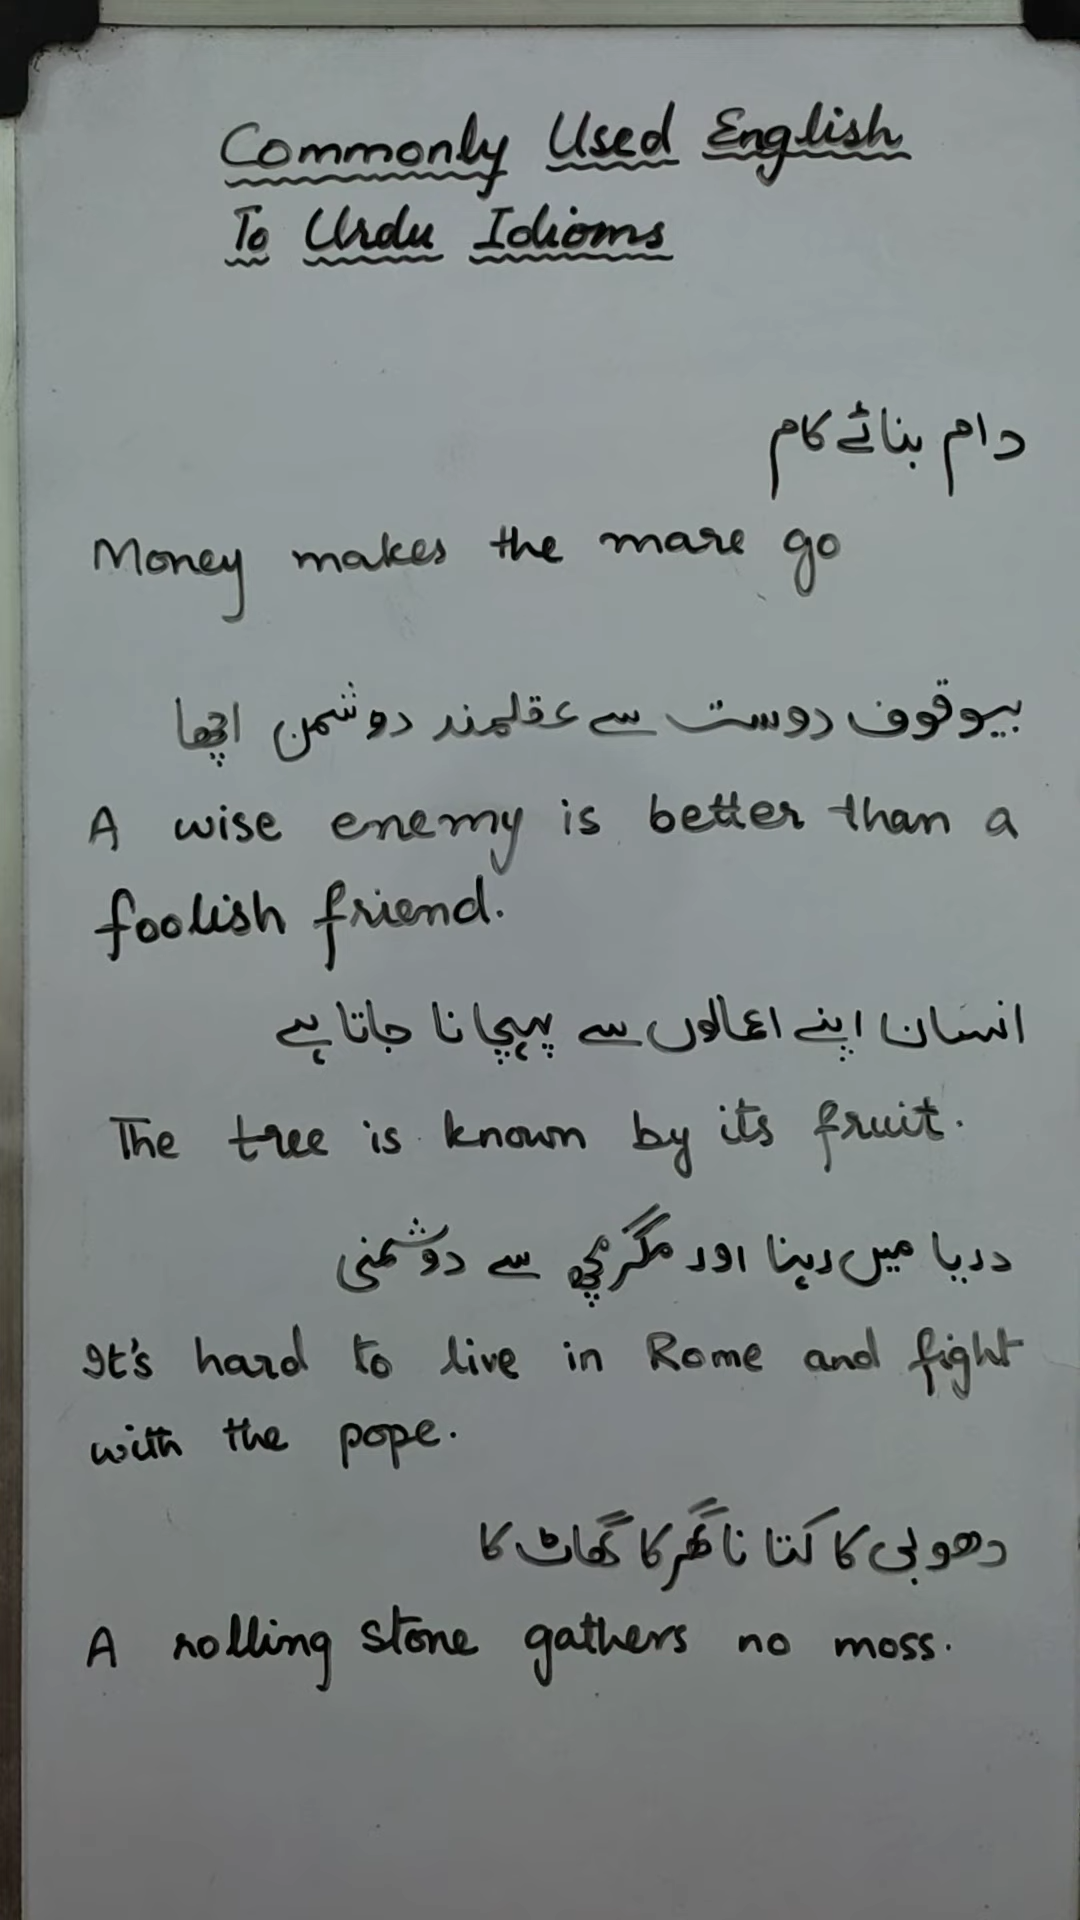 Commonly Used English
To Urdu Idioms
دام بنائے کام
Money makes the mare go
بیوقوف دوست سے عقلمند دوشمن اچھا
A wise enemy is better than a
foolish friend.
انسان اپنے اعمالوں سے پہچانا جاتا ہے
The tree is known by its fruit.
دریا میں رہنا اور مگرمچھ سے دوشمنی
It's hard to live in Rome and fight
with the pope.
دھوبی کا کتا نا گھر کا گھاٹ کا
A rolling stone gathers no moss.